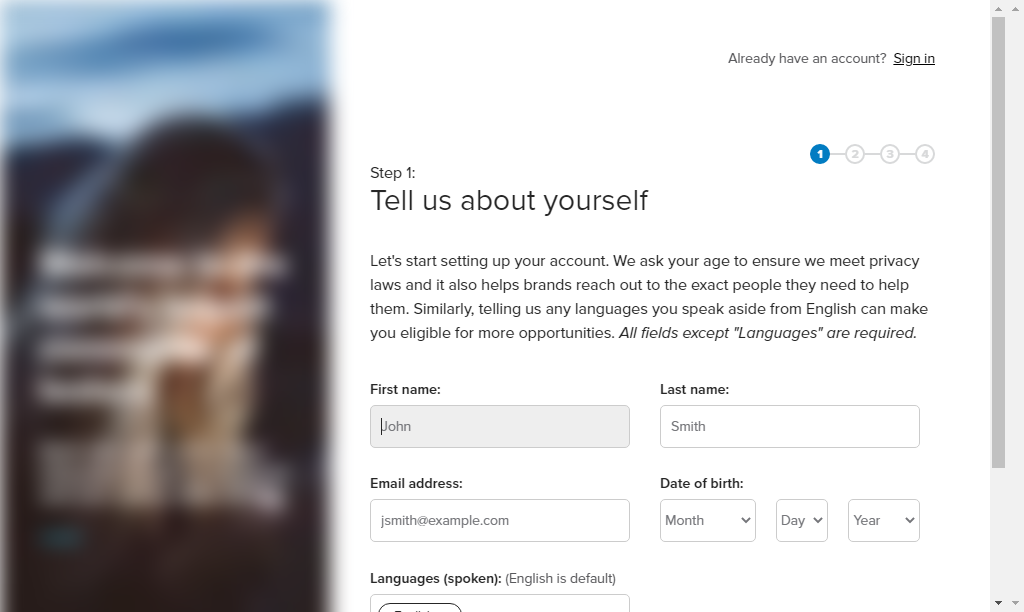 Already have an account? Sign in
1 2 3 4
Step 1:
Tell us about yourself
Let's start setting up your account. We ask your age to ensure we meet privacy
laws and it also helps brands reach out to the exact people they need to help
them. Similarly, telling us any languages you speak aside from English can make
you eligible for more opportunities. All fields except "Languages" are required.
First name: Last name:
John Smith
Email address: Date of birth:
jsmith@example.com Month Day Year
Languages (spoken): (English is default)